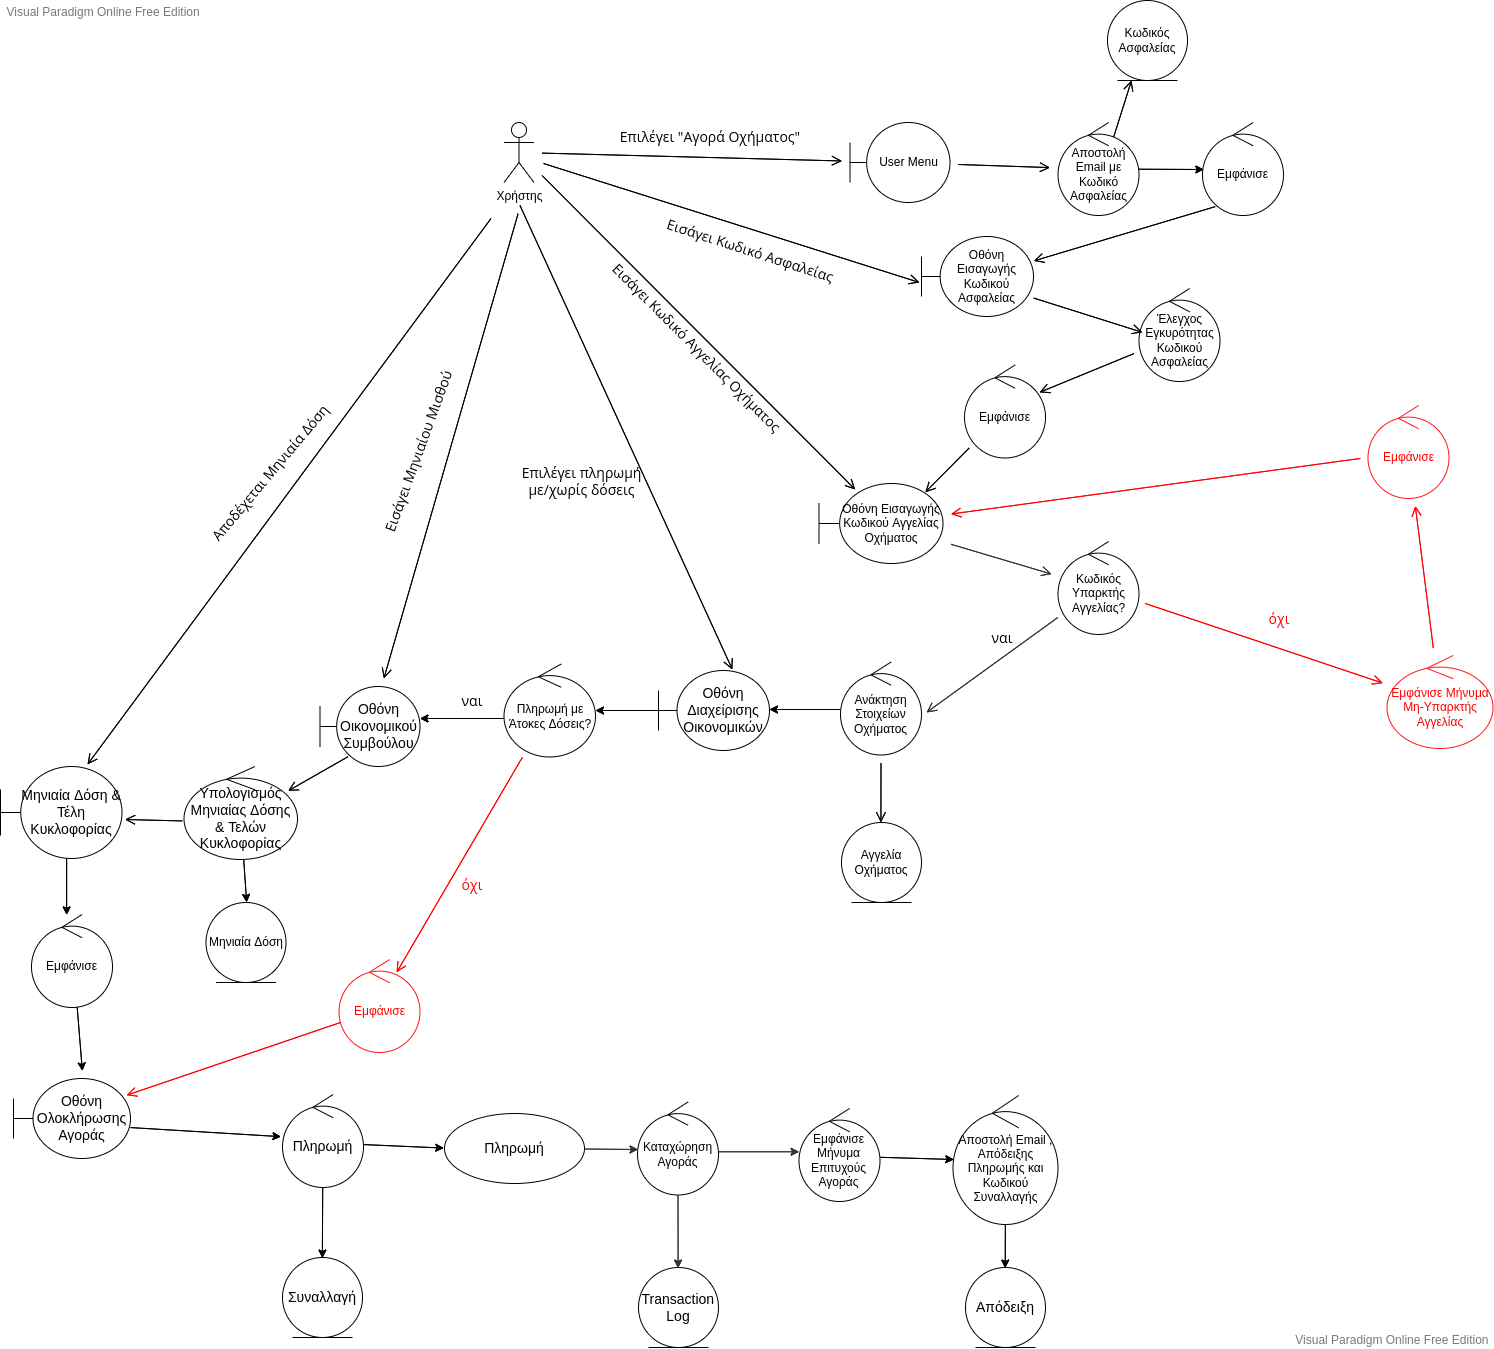 Visual Paradigm Online Free Edition
Κωδικός
Ασφαλείας
Επιλέγει "Αγορά Οχήματος"
User Menu
Αποστολή
Email με
Κωδικό
Ασφαλείας
Εμφάνισε
Χρήστης
Εισάγει Κωδικό Ασφαλείας
Οθόνη
Εισαγωγής
Κωδικού
Ασφαλείας
Εισάγει Κωδικό Αγγελίας Οχήματος
Έλεγχος
Εγκυρότητας
Κωδικού
Ασφαλείας
Εμφάνισε
Εμφάνισε
Αποδέχεται Μηνιαία Δόση
Εισάγει Μηνιαίου Μισθού
Επιλέγει πληρωμή
με/χωρίς δόσεις
Οθόνη Εισαγωγής
Κωδικού Αγγελίας
Οχήματος
Κωδικός
Υπαρκτής
Αγγελίας?
όχι
ναι
Εμφάνισε Μήνυμα
Μη-Υπαρκτής
Αγγελίας
Ανάκτηση
Στοιχείων
Οχήματος
Οθόνη
Διαχείρισης
Οικονομικών
Πληρωμή με
Άτοκες Δόσεις?
ναι
Οθόνη
Οικονομικού
Συμβούλου
Υπολογισμός
Μηνιαίας Δόσης
& Τελών
Κυκλοφορίας
Μηνιαία Δόση &
Τέλη
Κυκλοφορίας
Αγγελία
Οχήματος
όχι
Μηνιαία Δόση
Εμφάνισε
Εμφάνισε
Οθόνη
Ολοκλήρωσης
Αγοράς
Πληρωμή
Πληρωμή
Καταχώρηση
Αγοράς
Εμφάνισε
Μήνυμα
Επιτυχούς
Αγοράς
Αποστολή Email ,
Απόδειξης
Πληρωμής και
Κωδικού
Συναλλαγής
Συναλλαγή
Transaction
Log
Απόδειξη
Visual Paradigm Online Free Edition